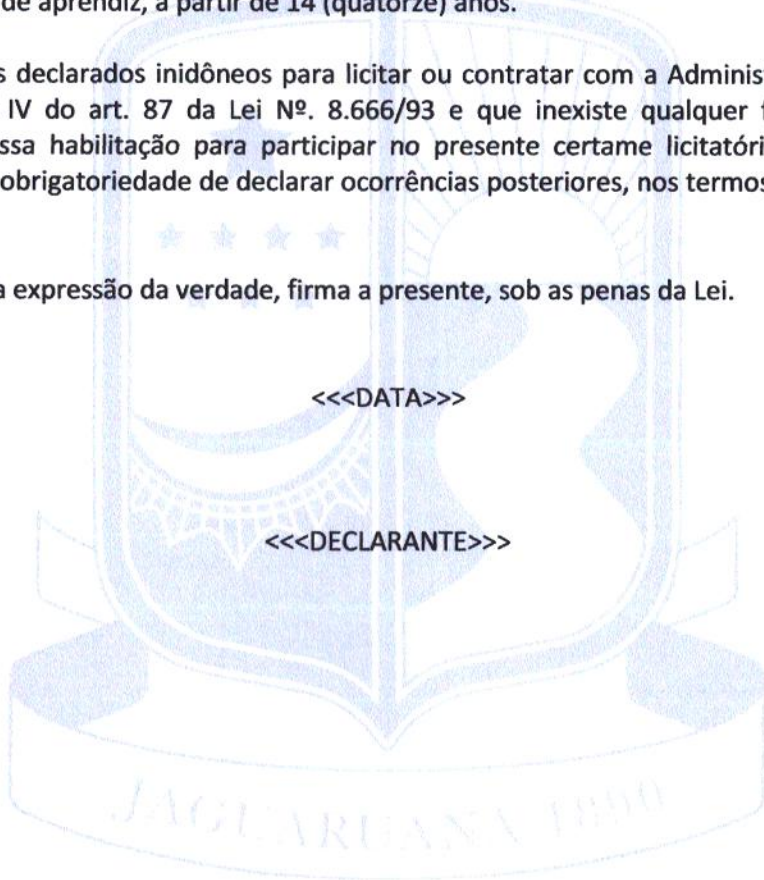 de aprendiz, a partir de 14 (quatorze) anos.
s declarados inidôneos para licitar ou contratar com a Adminis
IV do art. 87 da Lei Nº. 8.666/93 e que inexiste qualquer f
ssa habilitação para participar no presente certame licitatóri
obrigatoriedade de declarar ocorrências posteriores, nos termos
a expressão da verdade, firma a presente, sob as penas da Lei.
<<<DATA>>>
<<<DECLARANTE>>>
JAGUARUANA 1890